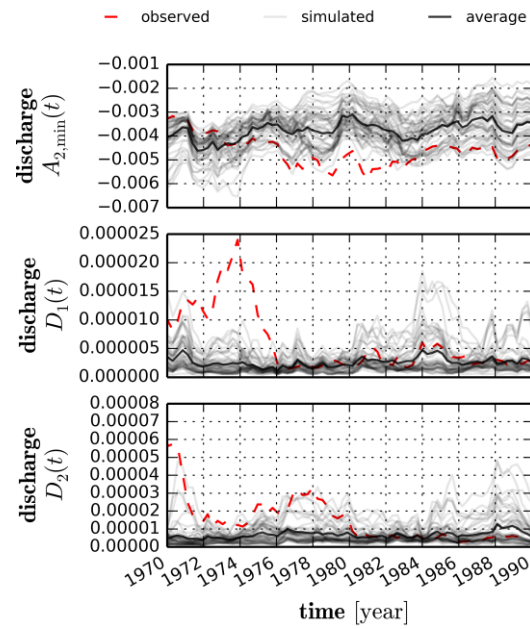 observed simulated average
−0.001
−0.002
−0.003
−0.004
−0.005
−0.006
−0.007
discharge
A2,min(t)
0.000025
0.000020
0.000015
0.000010
0.000005
0.000000
discharge
D1(t)
0.00008
0.00007
0.00006
0.00005
0.00004
0.00003
0.00002
0.00001
0.00000
discharge
D2(t)
1970 1972 1974 1976 1978 1980 1982 1984 1986 1988 1990
time [year]